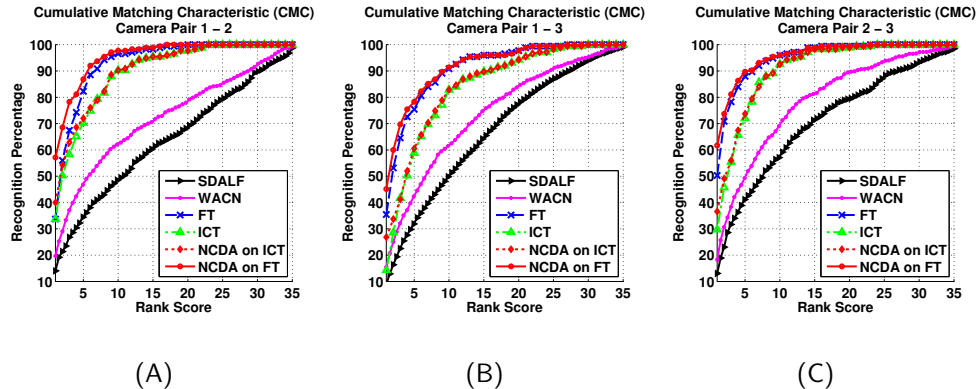 Cumulative Matching Characteristic (CMC)
Camera Pair 1 – 2
Recognition Percentage
100
90
80
70
60
50
40
30
20
10
SDALF
WACN
FT
ICT
NCDA on ICT
NCDA on FT
5 10 15 20 25 30 35
Rank Score
(A)
Cumulative Matching Characteristic (CMC)
Camera Pair 1 – 3
Recognition Percentage
100
90
80
70
60
50
40
30
20
10
SDALF
WACN
FT
ICT
NCDA on ICT
NCDA on FT
5 10 15 20 25 30 35
Rank Score
(B)
Cumulative Matching Characteristic (CMC)
Camera Pair 2 – 3
Recognition Percentage
100
90
80
70
60
50
40
30
20
10
SDALF
WACN
FT
ICT
NCDA on ICT
NCDA on FT
5 10 15 20 25 30 35
Rank Score
(C)